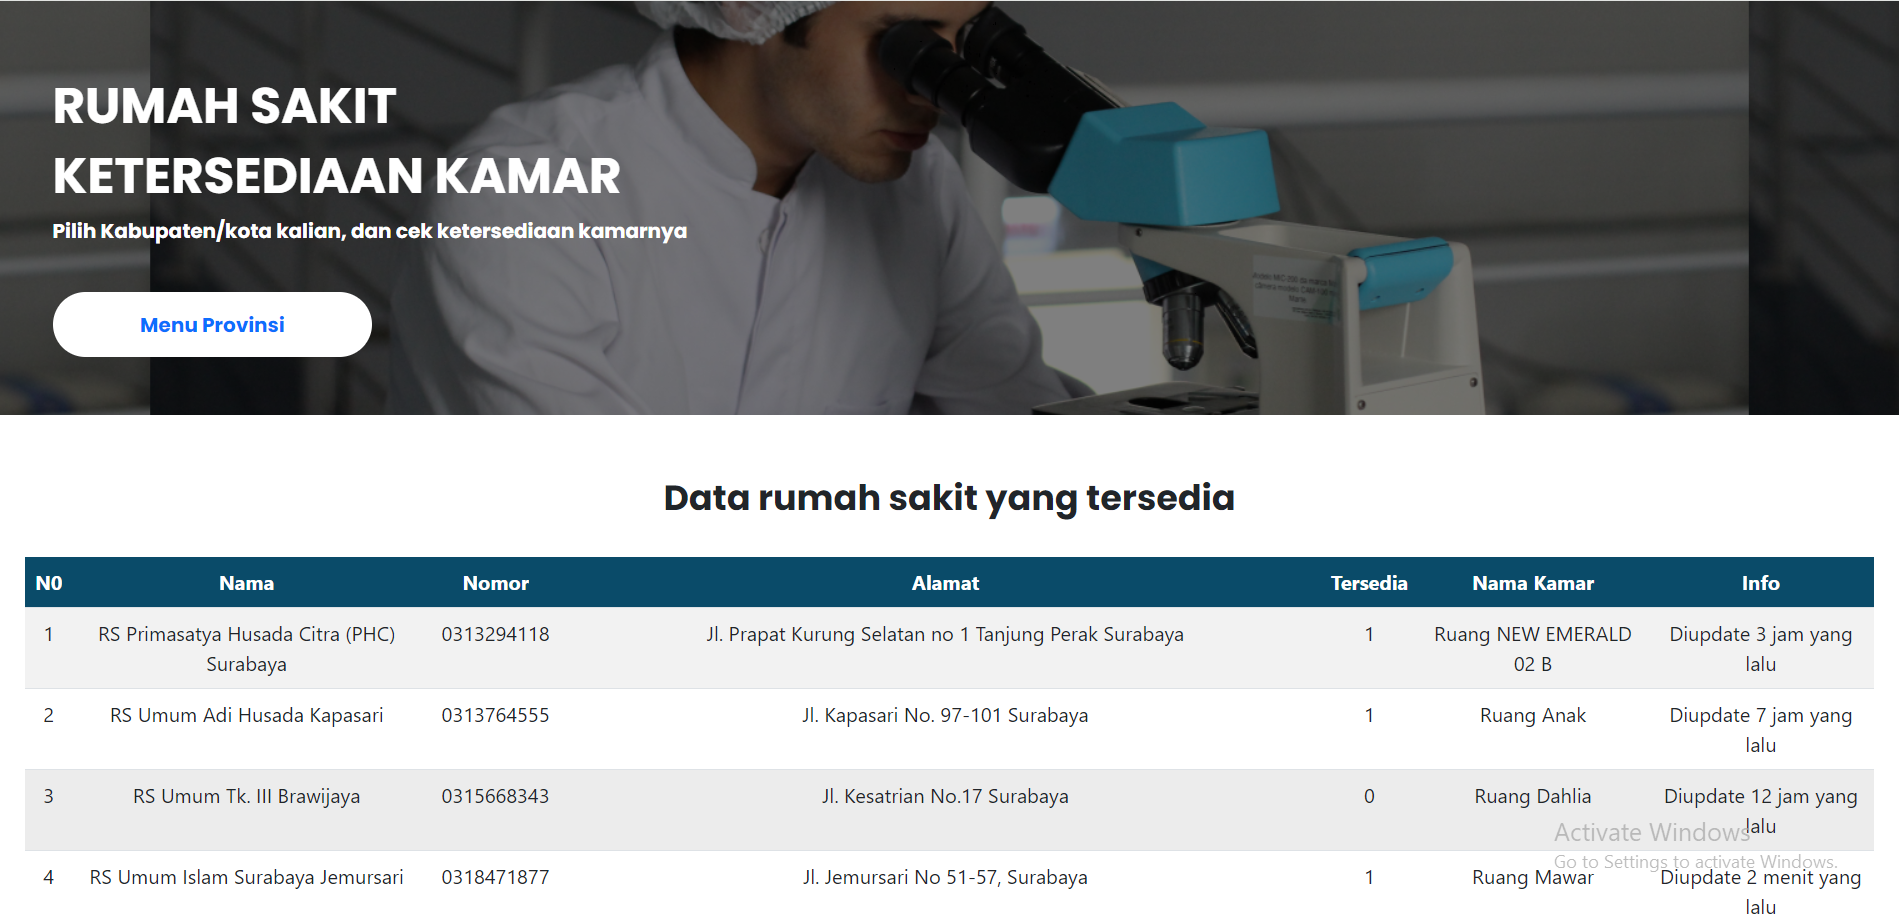 RUMAH SAKIT
KETERSEDIAAN KAMAR
Pilih Kabupaten/kota kalian, dan cek ketersediaan kamarnya
Menu Provinsi
Data rumah sakit yang tersedia
N0 Nama Nomor Alamat Tersedia Nama Kamar Info
1 RS Primasatya Husada Citra (PHC) 0313294118 Jl. Prapat Kurung Selatan no 1 Tanjung Perak Surabaya 1 Ruang NEW EMERALD Diupdate 3 jam yang
Surabaya 02 B lalu
2 RS Umum Adi Husada Kapasari 0313764555 Jl. Kapasari No. 97-101 Surabaya 1 Ruang Anak Diupdate 7 jam yang
lalu
3 RS Umum Tk. III Brawijaya 0315668343 Jl. Kesatrian No.17 Surabaya 0 Ruang Dahlia Diupdate 12 jam yang
lalu
Activate Windows
Go to Settings to activate Windows.
4 RS Umum Islam Surabaya Jemursari 0318471877 Jl. Jemursari No 51-57, Surabaya 1 Ruang Mawar Diupdate 2 menit yang
lalu